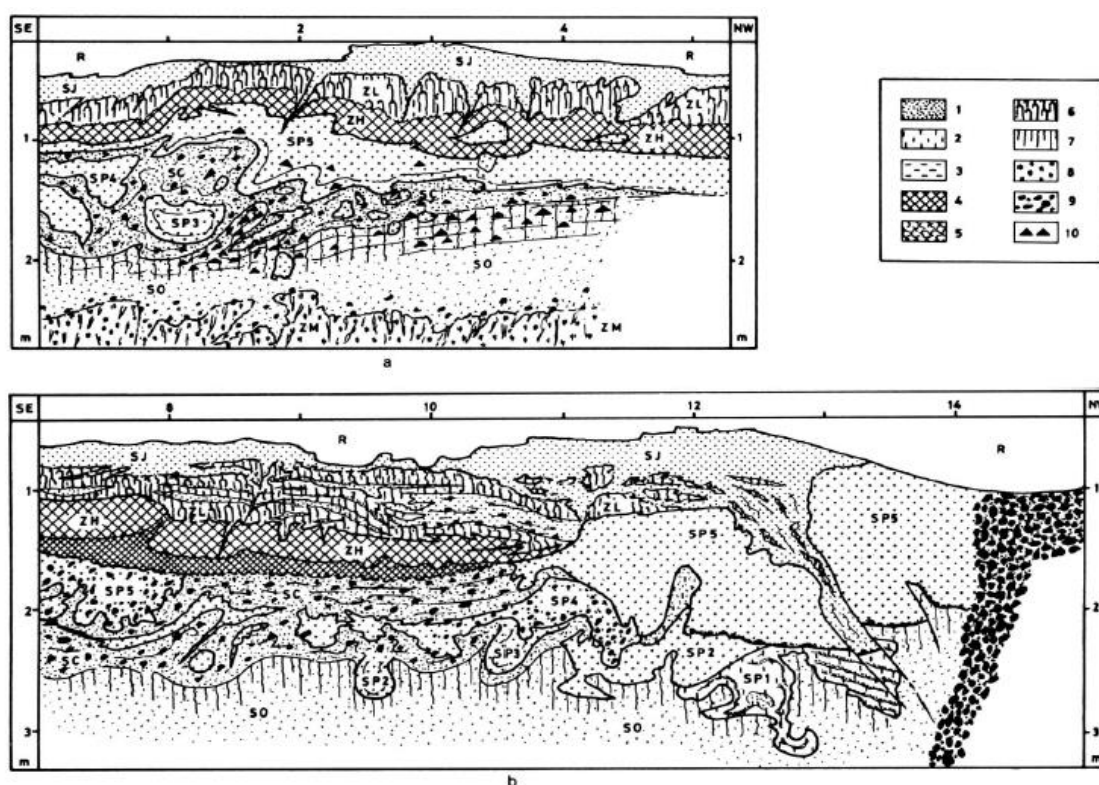 SE 2 4 NW
R SJ R
SJ ZL ZL
1 ZH ZH 1
SP5
SP4 SC
SP3 SC
2 SO 2
SO
ZM ZM
m m
a
1 6
2 7
3 8
4 9
5 10
SE 8 10 12 14 NW
R R
SJ SJ
1 SP5 1
ZL ZL
ZH ZH SP5
SP5 SC SP4
2 2
SC SP3 SP2
SP2 SP1
SO SO
3 3
m m
b